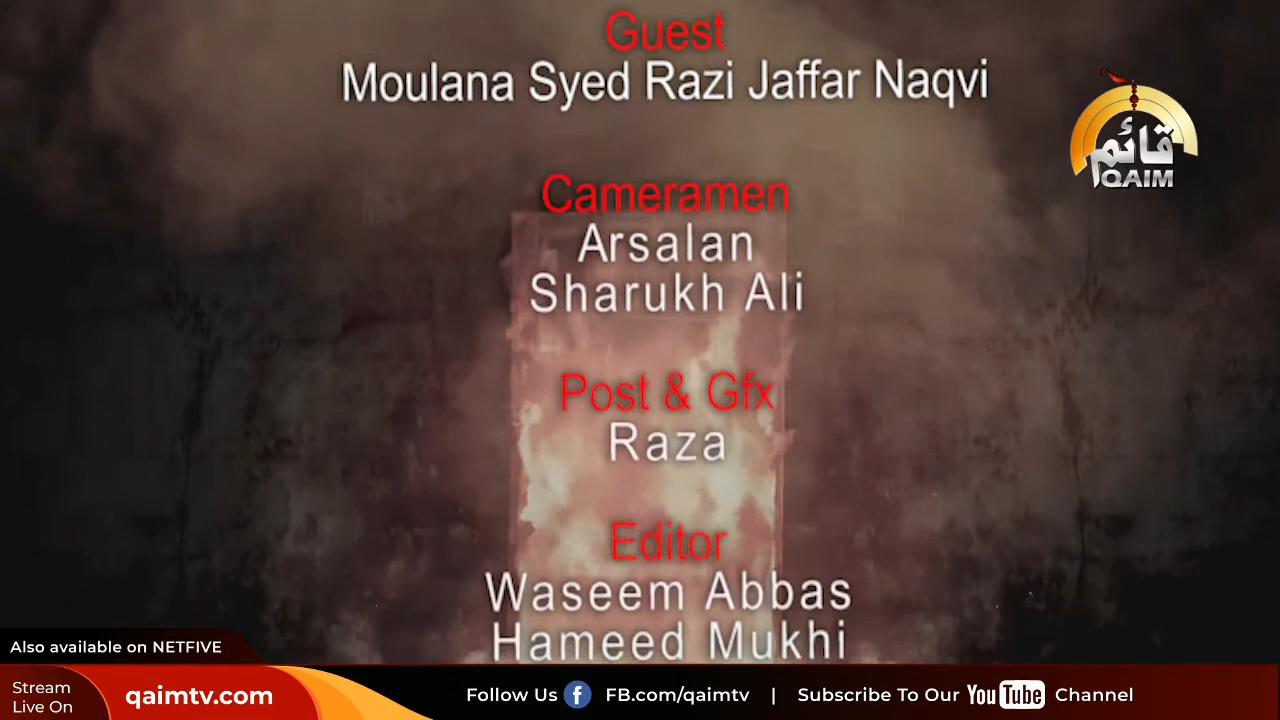 Guest
Moulana Syed Razi Jaffar Naqvi
قائم
QAIM
Cameramen
Arsalan
Sharukh Ali
Post & Gfx
Raza
Editor
Waseem Abbas
Hameed Mukhi
Also available on NETFIVE
Stream Live On
qaimtv.com
Follow Us f FB.com/qaimtv | Subscribe To Our YouTube Channel